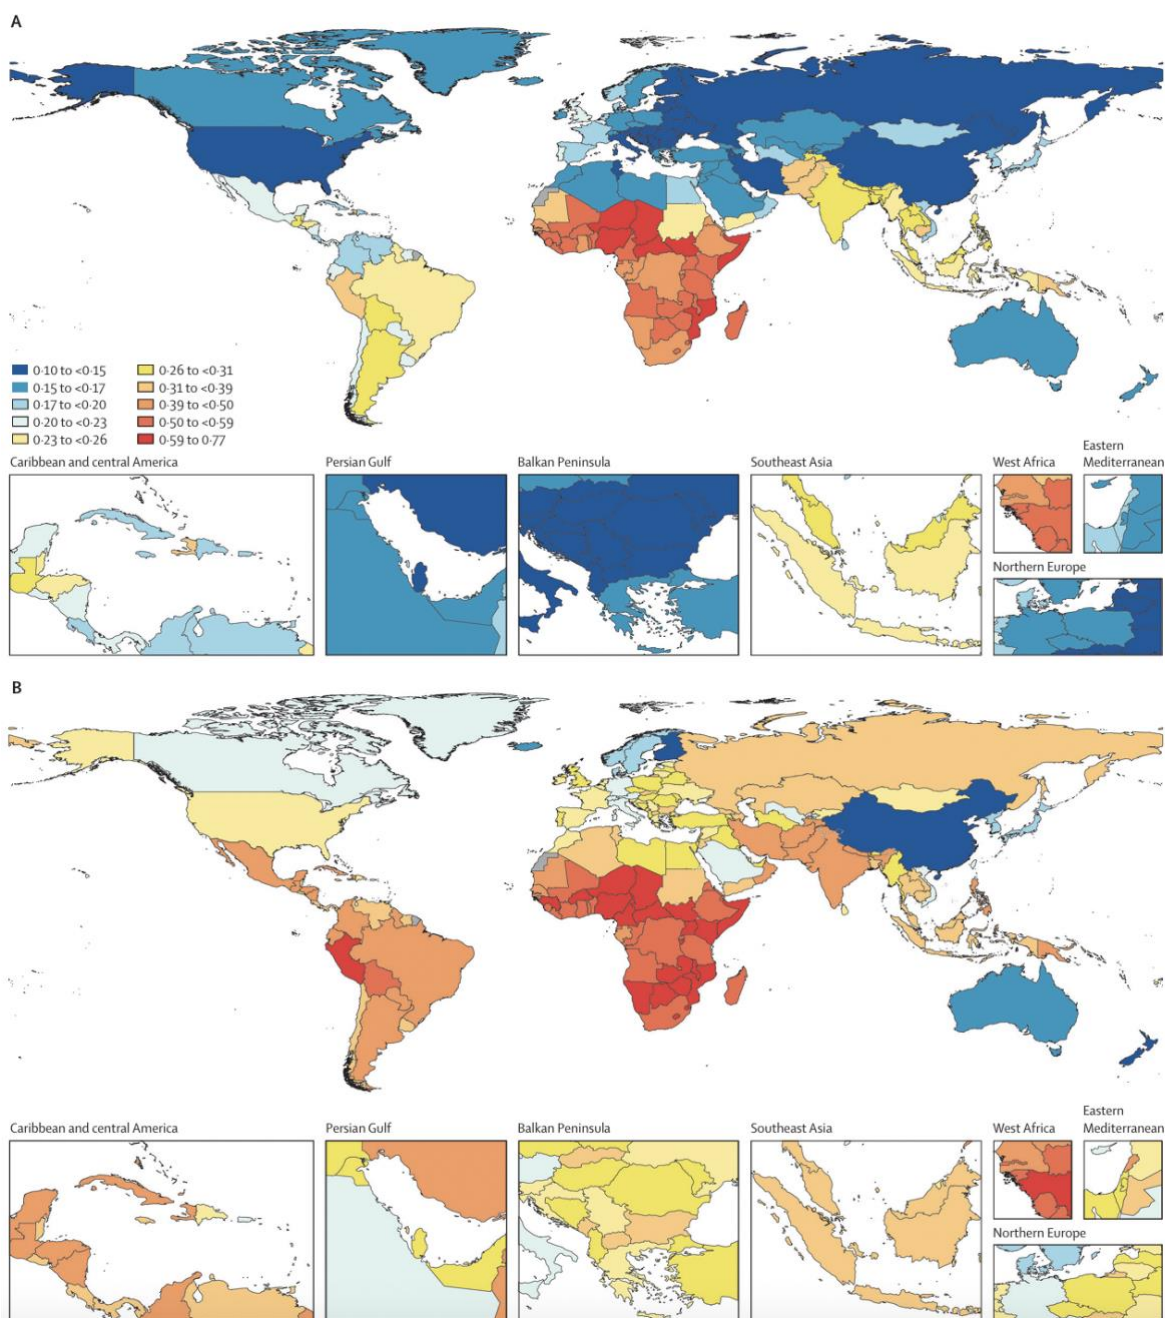 A
0·10 to <0·15
0·15 to <0·17
0·17 to <0·20
0·20 to <0·23
0·23 to <0·26
0·26 to <0·31
0·31 to <0·39
0·39 to <0·50
0·50 to <0·59
0·59 to 0·77
Caribbean and central America
Persian Gulf
Balkan Peninsula
Southeast Asia
West Africa
Eastern
Mediterranean
Northern Europe
B
Caribbean and central America
Persian Gulf
Balkan Peninsula
Southeast Asia
West Africa
Eastern
Mediterranean
Northern Europe